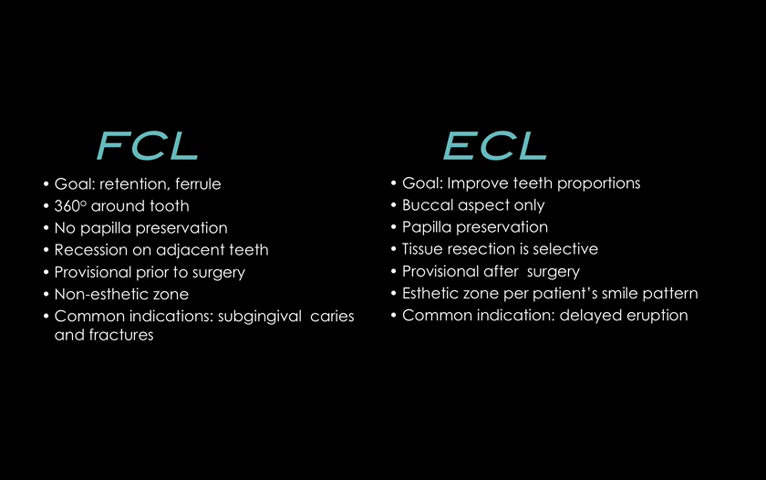 FCL
• Goal: retention, ferrule
• 360° around tooth
• No papilla preservation
• Recession on adjacent teeth
• Provisional prior to surgery
• Non-esthetic zone
• Common indications: subgingival  caries
and fractures
ECL
• Goal: Improve teeth proportions
• Buccal aspect only
• Papilla preservation
• Tissue resection is selective
• Provisional after  surgery
• Esthetic zone per patient’s smile pattern
• Common indication: delayed eruption